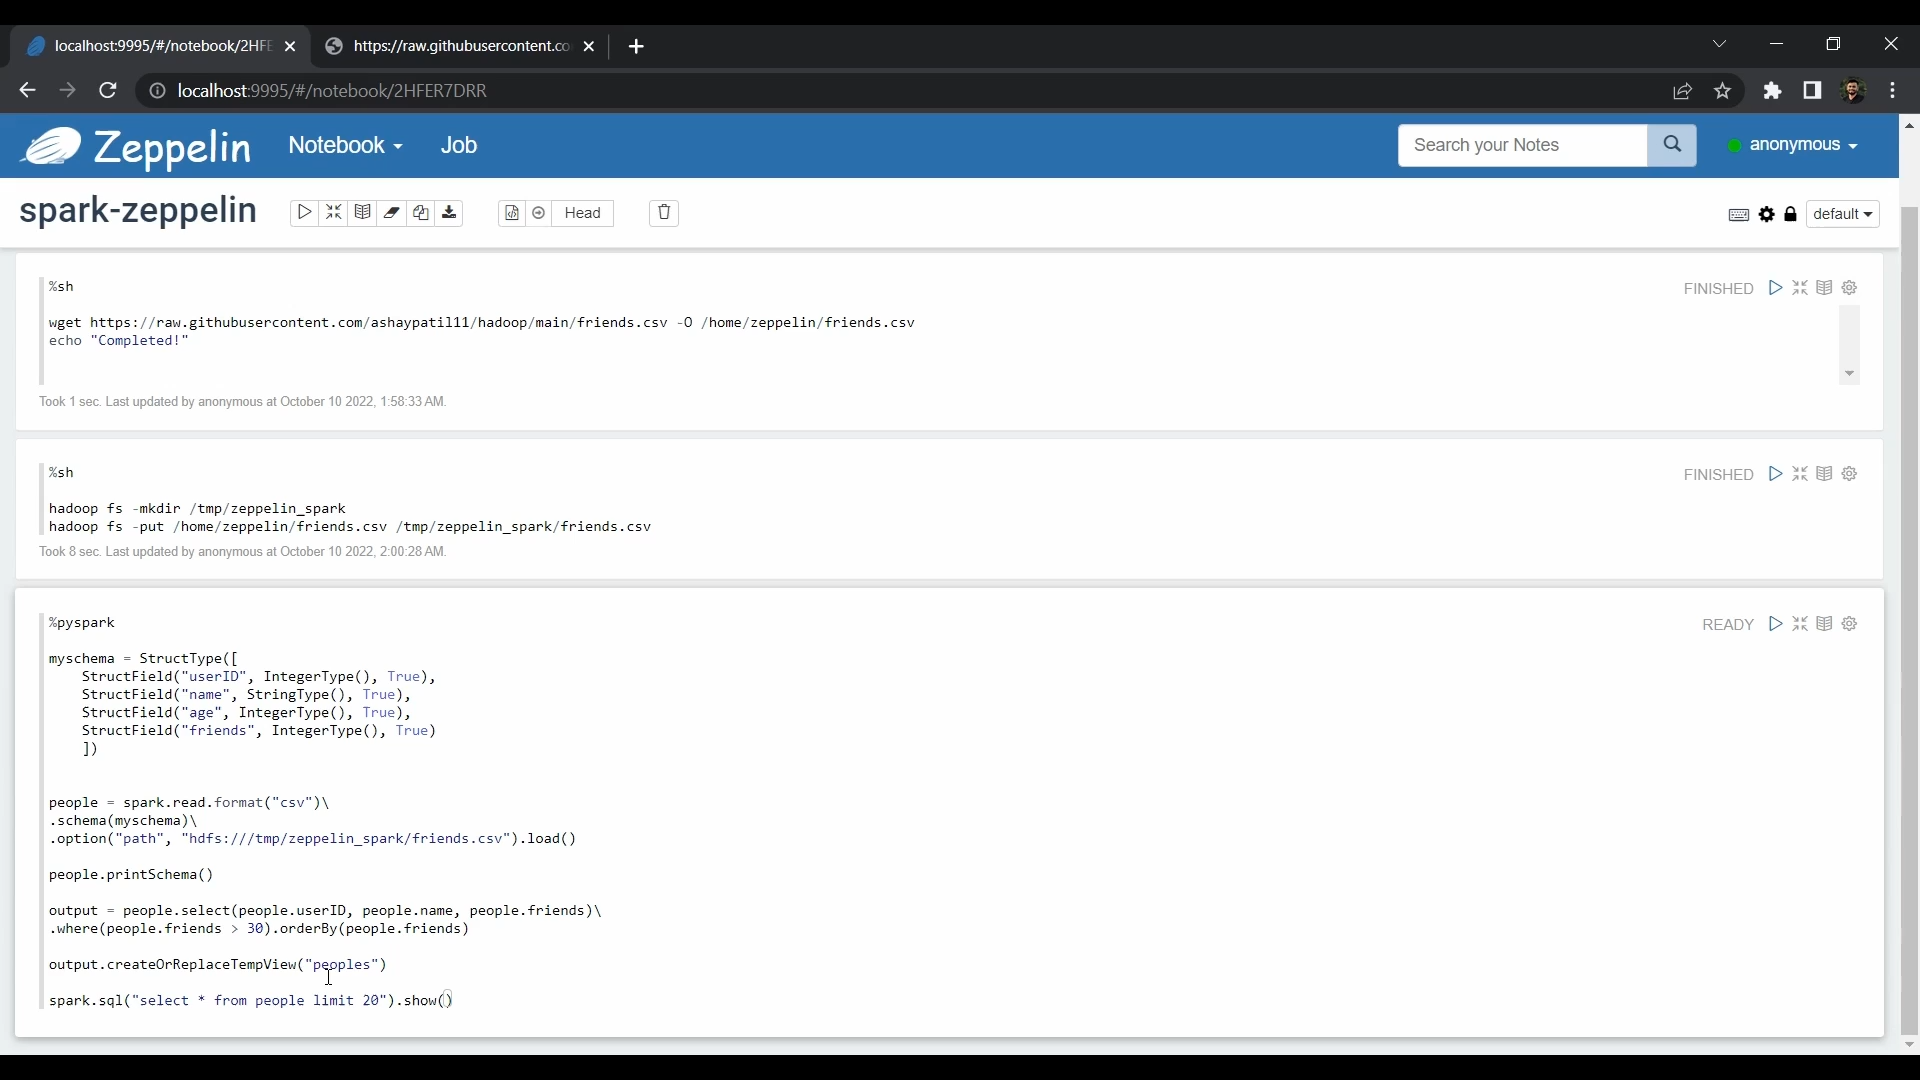 localhost:9995/#/notebook/2HFE
https://raw.githubusercontent.co
localhost:9995/#/notebook/2HFER7DRR
Zeppelin
Notebook
Job
Search your Notes
anonymous
spark-zeppelin
Head
default
%sh
FINISHED
wget https://raw.githubusercontent.com/ashaypatil11/hadoop/main/friends.csv -O /home/zeppelin/friends.csv
echo "Completed!"
Took 1 sec. Last updated by anonymous at October 10 2022, 1:58:33 AM.
%sh
FINISHED
hadoop fs -mkdir /tmp/zeppelin_spark
hadoop fs -put /home/zeppelin/friends.csv /tmp/zeppelin_spark/friends.csv
Took 8 sec. Last updated by anonymous at October 10 2022, 2:00:28 AM.
%pyspark
READY
myschema = StructType([
StructField("userID", IntegerType(), True),
StructField("name", StringType(), True),
StructField("age", IntegerType(), True),
StructField("friends", IntegerType(), True)
])
people = spark.read.format("csv")\
.schema(myschema)\
.option("path", "hdfs:///tmp/zeppelin_spark/friends.csv").load()
people.printSchema()
output = people.select(people.userID, people.name, people.friends)\
.where(people.friends > 30).orderBy(people.friends)
output.createOrReplaceTempView("peoples")
spark.sql("select * from people limit 20").show()